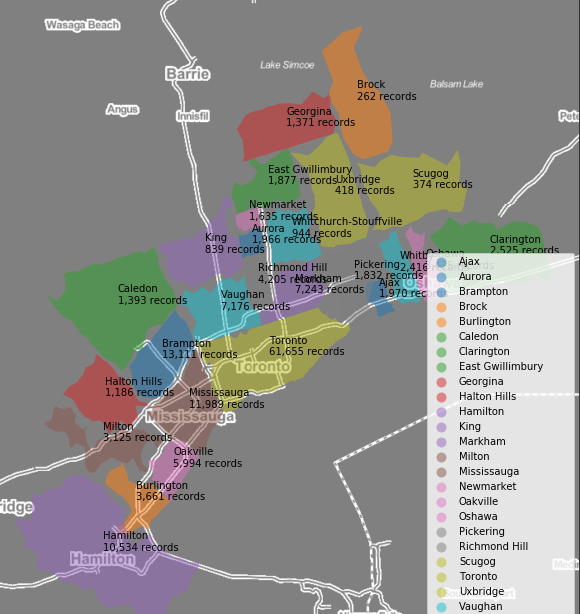 Wasaga Beach
Lake Simcoe
Barrie
Balsam Lake
Brock
262 records
Angus
Innisfil
Georgina
1,371 records
East Gwillimbury
1,877 records
Uxbridge
418 records
Scugog
374 records
Newmarket
1,635 records
Aurora
1,966 records
Whitchurch-Stouffville
944 records
King
839 records
Clarington
2,525 records
Richmond Hill
4,205 records
Markham
7,243 records
Pickering
1,832 records
Ajax
1,970 records
Caledon
1,393 records
Vaughan
7,176 records
Brampton
13,111 records
Toronto
61,655 records
Toronto
Halton Hills
1,186 records
Mississauga
11,989 records
Mississauga
Milton
3,125 records
Oakville
5,994 records
Burlington
3,661 records
Hamilton
10,534 records
Hamilton
Ajax
Aurora
Brampton
Brock
Burlington
Caledon
Clarington
East Gwillimbury
Georgina
Halton Hills
Hamilton
King
Markham
Milton
Mississauga
Newmarket
Oakville
Oshawa
Pickering
Richmond Hill
Scugog
Toronto
Uxbridge
Vaughan